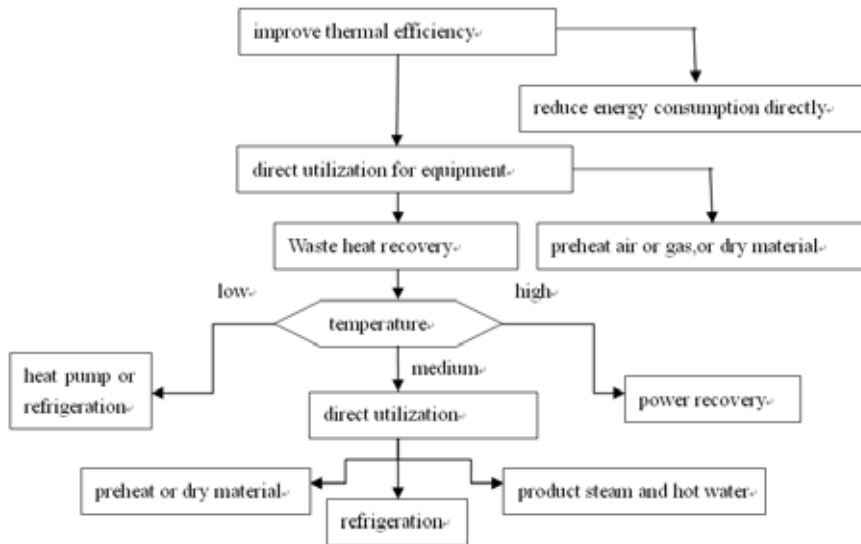 improve thermal efficiency
reduce energy consumption directly
direct utilization for equipment
Waste heat recovery
preheat air or gas,or dry material
low
high
temperature
heat pump or
refrigeration
medium
power recovery
direct utilization
preheat or dry material
product steam and hot water
refrigeration